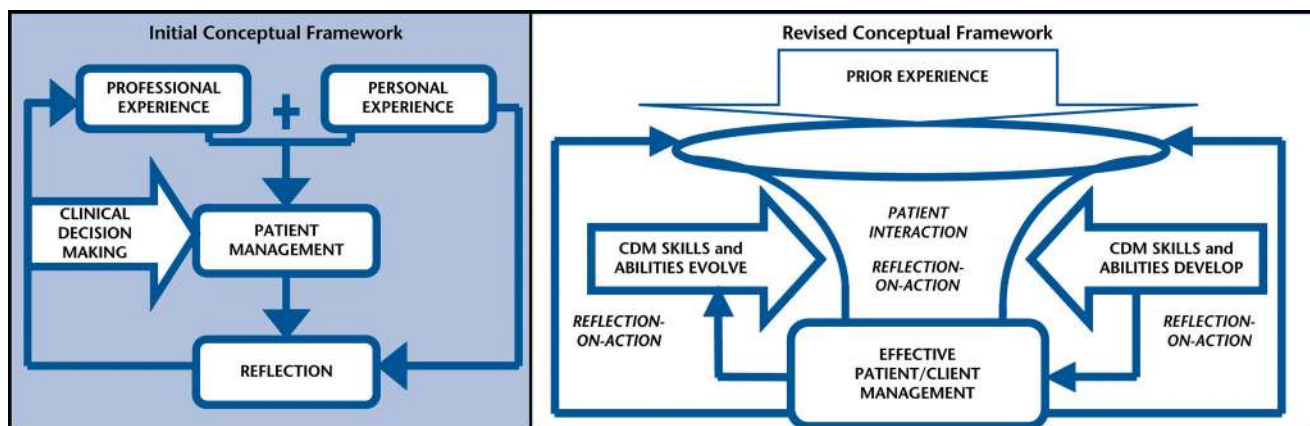 Initial Conceptual Framework
PROFESSIONAL
EXPERIENCE
+
PERSONAL
EXPERIENCE
CLINICAL
DECISION
MAKING
PATIENT
MANAGEMENT
REFLECTION
Revised Conceptual Framework
PRIOR EXPERIENCE
PATIENT
INTERACTION
REFLECTION-
ON-ACTION
CDM SKILLS and
ABILITIES EVOLVE
CDM SKILLS and
ABILITIES DEVELOP
REFLECTION-
ON-ACTION
REFLECTION-
ON-ACTION
EFFECTIVE
PATIENT/CLIENT
MANAGEMENT